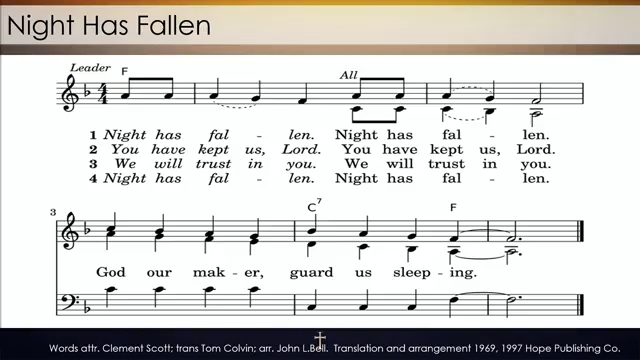 Night Has Fallen
Leader
F
All
1 Night has fal - len. Night has fal - len.
2 You have kept us, Lord. You have kept us, Lord.
3 We will trust in you. We will trust in you.
4 Night has fal - len. Night has fal - len.
3
C7 F
God our mak - er, guard us sleep - ing.
Words attr. Clement Scott; trans Tom Colvin; arr. John L.Bell. Translation and arrangement 1969, 1997 Hope Publishing Co.